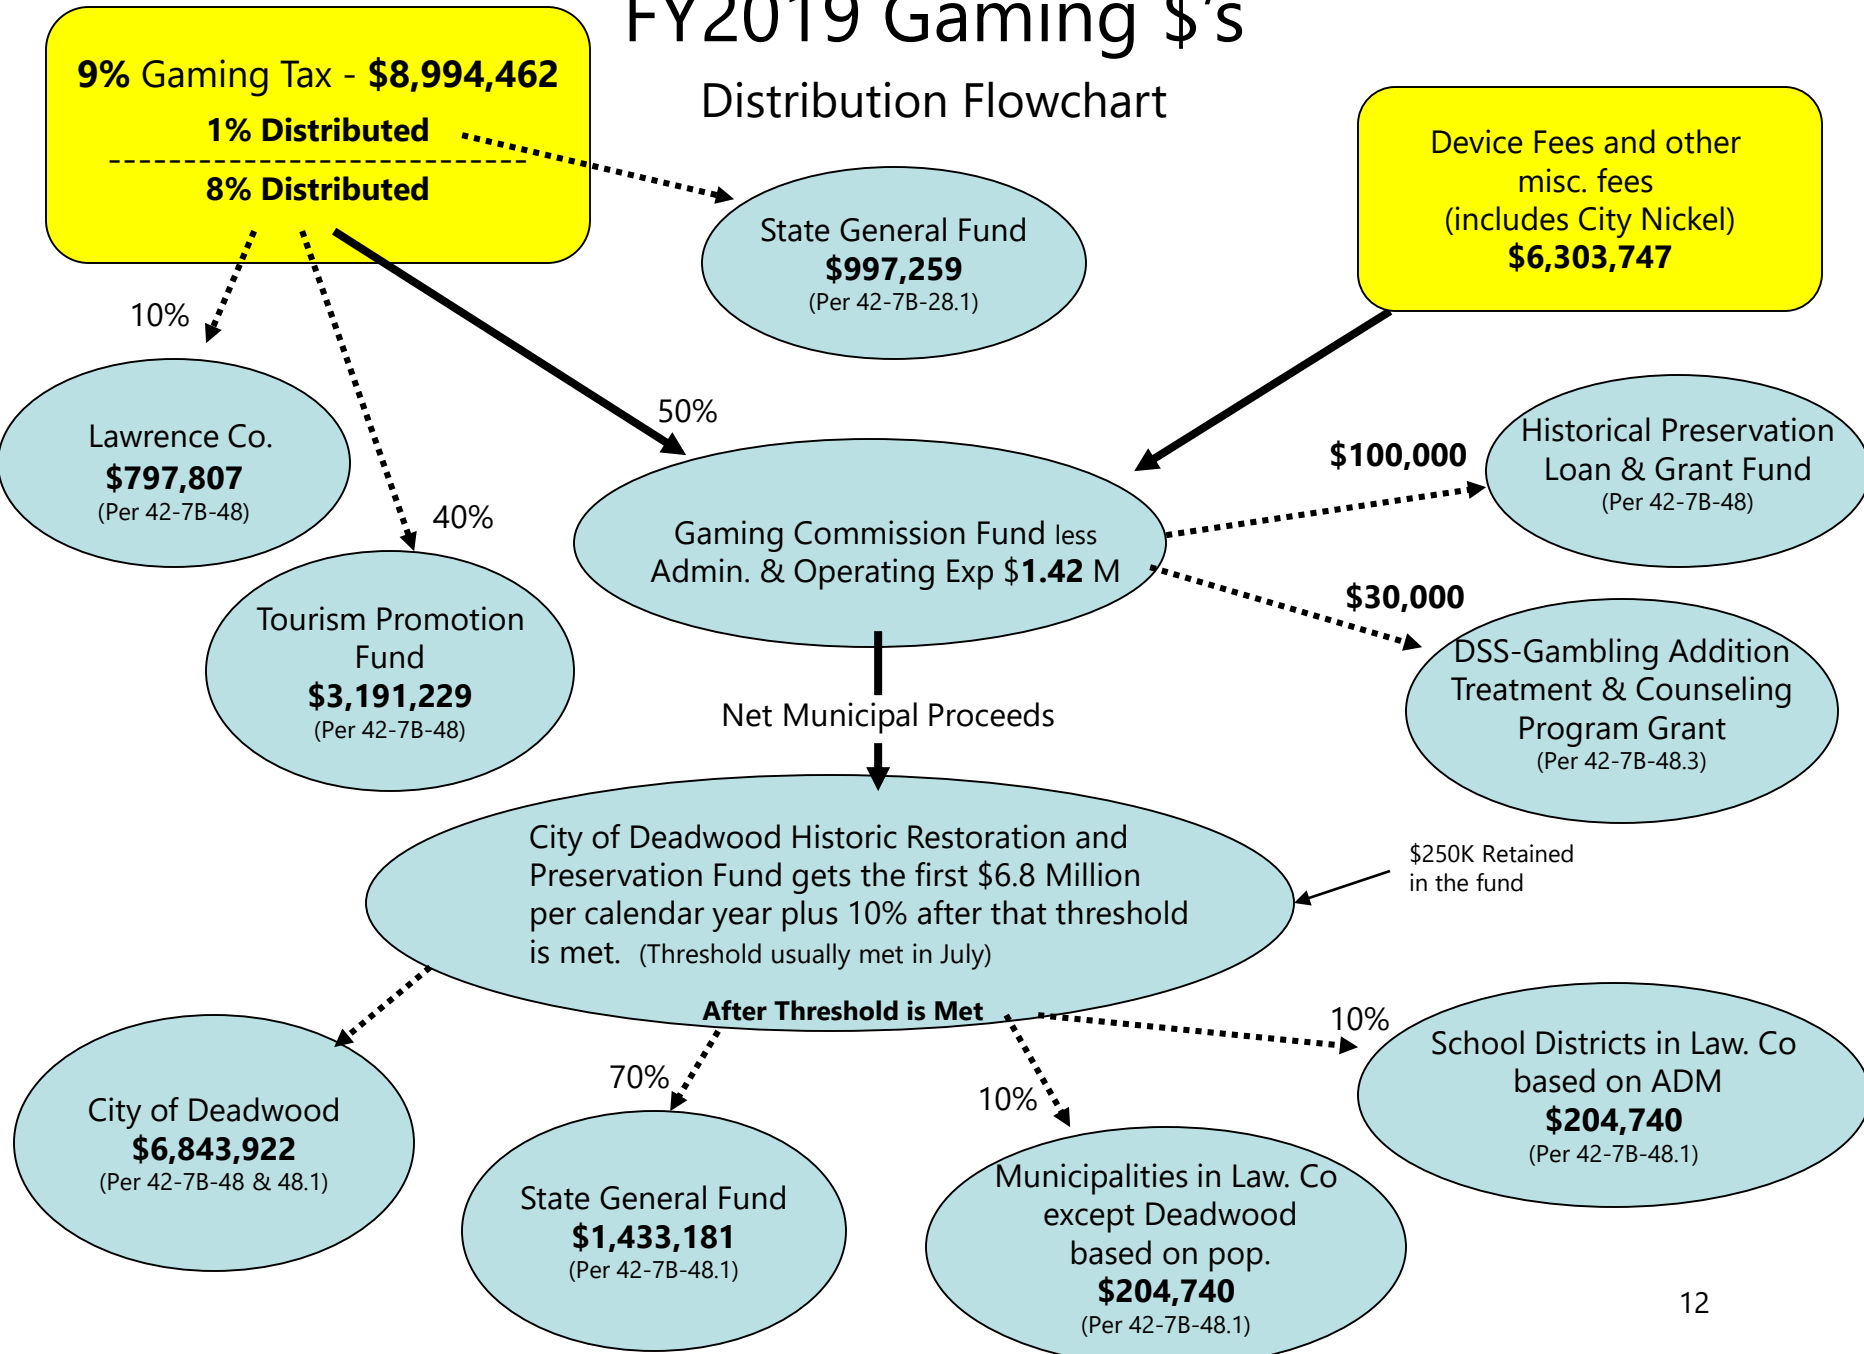 FY2019 Gaming $'s
Distribution Flowchart
9% Gaming Tax - $8,994,462
1% Distributed
8% Distributed
Device Fees and other
misc. fees
(includes City Nickel)
$6,303,747
State General Fund
$997,259
(Per 42-7B-28.1)
10%
Lawrence Co.
$797,807
(Per 42-7B-48)
50%
40%
Tourism Promotion
Fund
$3,191,229
(Per 42-7B-48)
Gaming Commission Fund less
Admin. & Operating Exp $1.42 M
$100,000
Historical Preservation
Loan & Grant Fund
(Per 42-7B-48)
$30,000
DSS-Gambling Addition
Treatment & Counseling
Program Grant
(Per 42-7B-48.3)
Net Municipal Proceeds
City of Deadwood Historic Restoration and
Preservation Fund gets the first $6.8 Million
per calendar year plus 10% after that threshold
is met. (Threshold usually met in July)
After Threshold is Met
$250K Retained
in the fund
City of Deadwood
$6,843,922
(Per 42-7B-48 & 48.1)
70%
State General Fund
$1,433,181
(Per 42-7B-48.1)
10%
Municipalities in Law. Co
except Deadwood
based on pop.
$204,740
(Per 42-7B-48.1)
10%
School Districts in Law. Co
based on ADM
$204,740
(Per 42-7B-48.1)
12